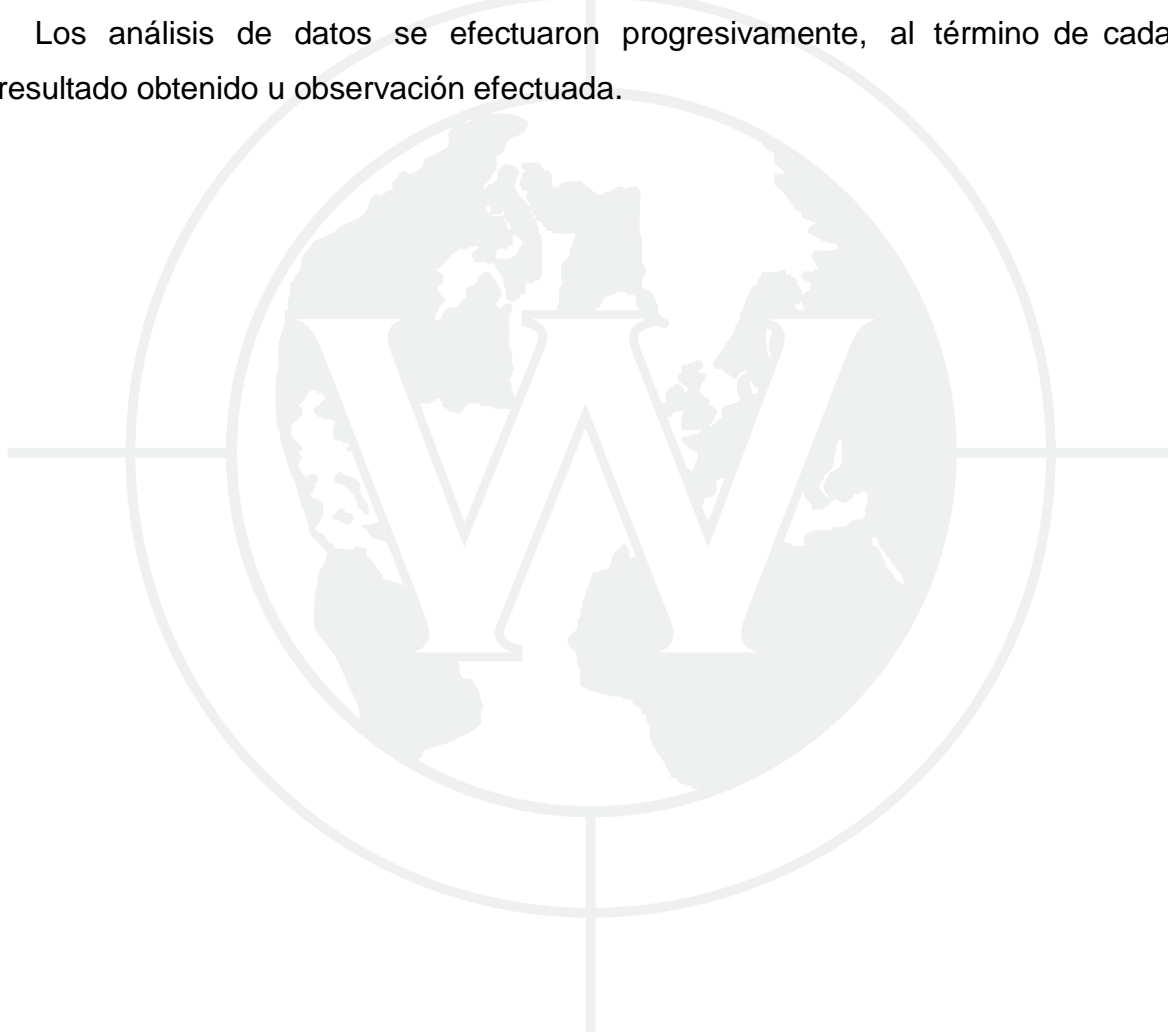 Los análisis de datos se efectuaron progresivamente, al término de cada
resultado obtenido u observación efectuada.
W